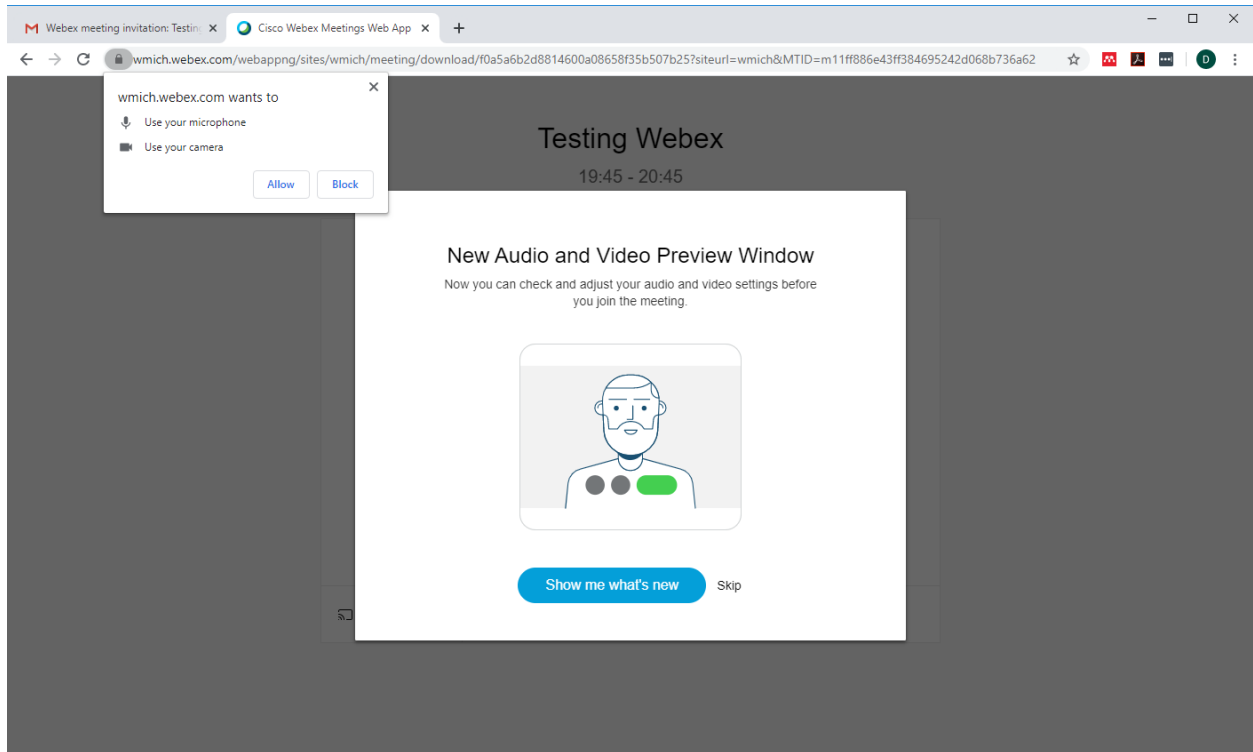 Webex meeting invitation: Testin
Cisco Webex Meetings Web App
wmich.webex.com/webappng/sites/wmich/meeting/download/f0a5a6b2d8814600a08658f35b507b25?siteurl=wmich&MTID=m11ff886e43ff384695242d068b736a62
D
wmich.webex.com wants to
Use your microphone
Use your camera
Allow Block
Testing Webex
19:45 - 20:45
New Audio and Video Preview Window
Now you can check and adjust your audio and video settings before
you join the meeting.
Show me what's new Skip